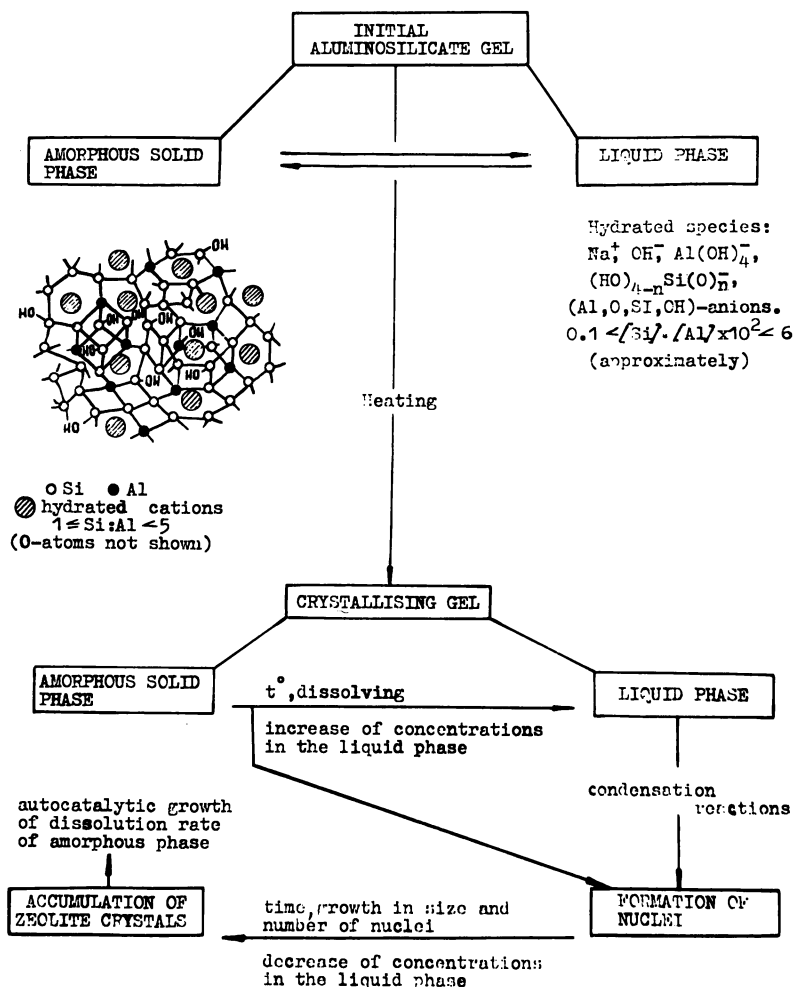 INITIAL
ALUMINOSILICATE GEL
AMORPHOUS SOLID
PHASE
LIQUID PHASE
Hydrated species:
Na⁺, OH⁻, Al(OH)₄⁻,
(HO)₄₋ₙSi(O)ₙ⁻,
(Al,O,SI,OH)-anions.
0.1 <[Si]·[Al]x10²< 6
(approximately)
OH
HO
OH
OH
HO
OH
OH
HO
OH
HO
Heating
o Si ● Al
hydrated cations
1≤Si:Al<5
(O-atoms not shown)
CRYSTALLISING GEL
AMORPHOUS SOLID
PHASE
t°, dissolving
increase of concentrations
in the liquid phase
LIQUID PHASE
condensation
reactions
autocatalytic growth
of dissolution rate
of amorphous phase
ACCUMULATION OF
ZEOLITE CRYSTALS
time, growth in size and
number of nuclei
decrease of concentrations
in the liquid phase
FORMATION OF
NUCLEI